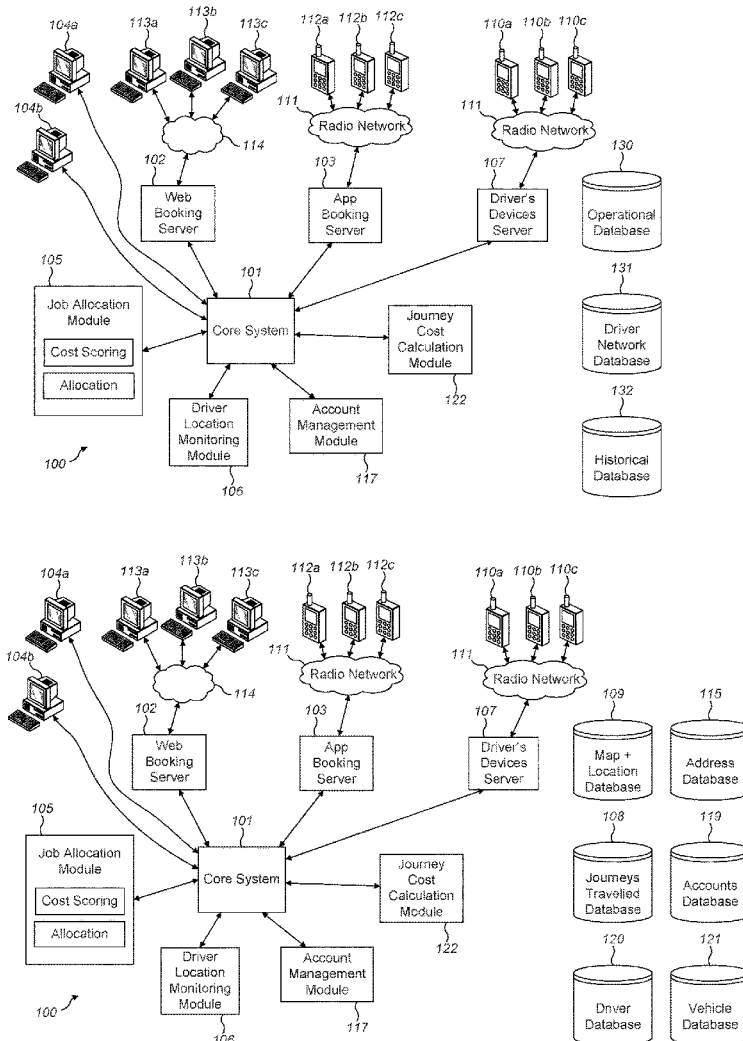 104a
113a
113b
113c
112a
112b
112c
110a
110b
110c
104b
111
Radio Network
111
Radio Network
114
102
103
107
130
Web
Booking
Server
App
Booking
Server
Driver's
Devices
Server
Operational
Database
105
101
131
Job Allocation
Module
Cost Scoring
Allocation
Core System
Journey
Cost
Calculation
Module
122
Driver
Network
Database
Driver
Location
Monitoring
Module
Account
Management
Module
132
100
106
117
Historical
Database
104a
113a
113b
113c
112a
112b
112c
110a
110b
110c
104b
111
Radio Network
111
Radio Network
114
102
103
107
109
115
Web
Booking
Server
App
Booking
Server
Driver's
Devices
Server
Map +
Location
Database
Address
Database
105
101
108
119
Job Allocation
Module
Cost Scoring
Allocation
Core System
Journey
Cost
Calculation
Module
122
Journeys
Travelled
Database
Accounts
Database
Driver
Location
Monitoring
Module
Account
Management
Module
120
121
100
106
117
Driver
Database
Vehicle
Database